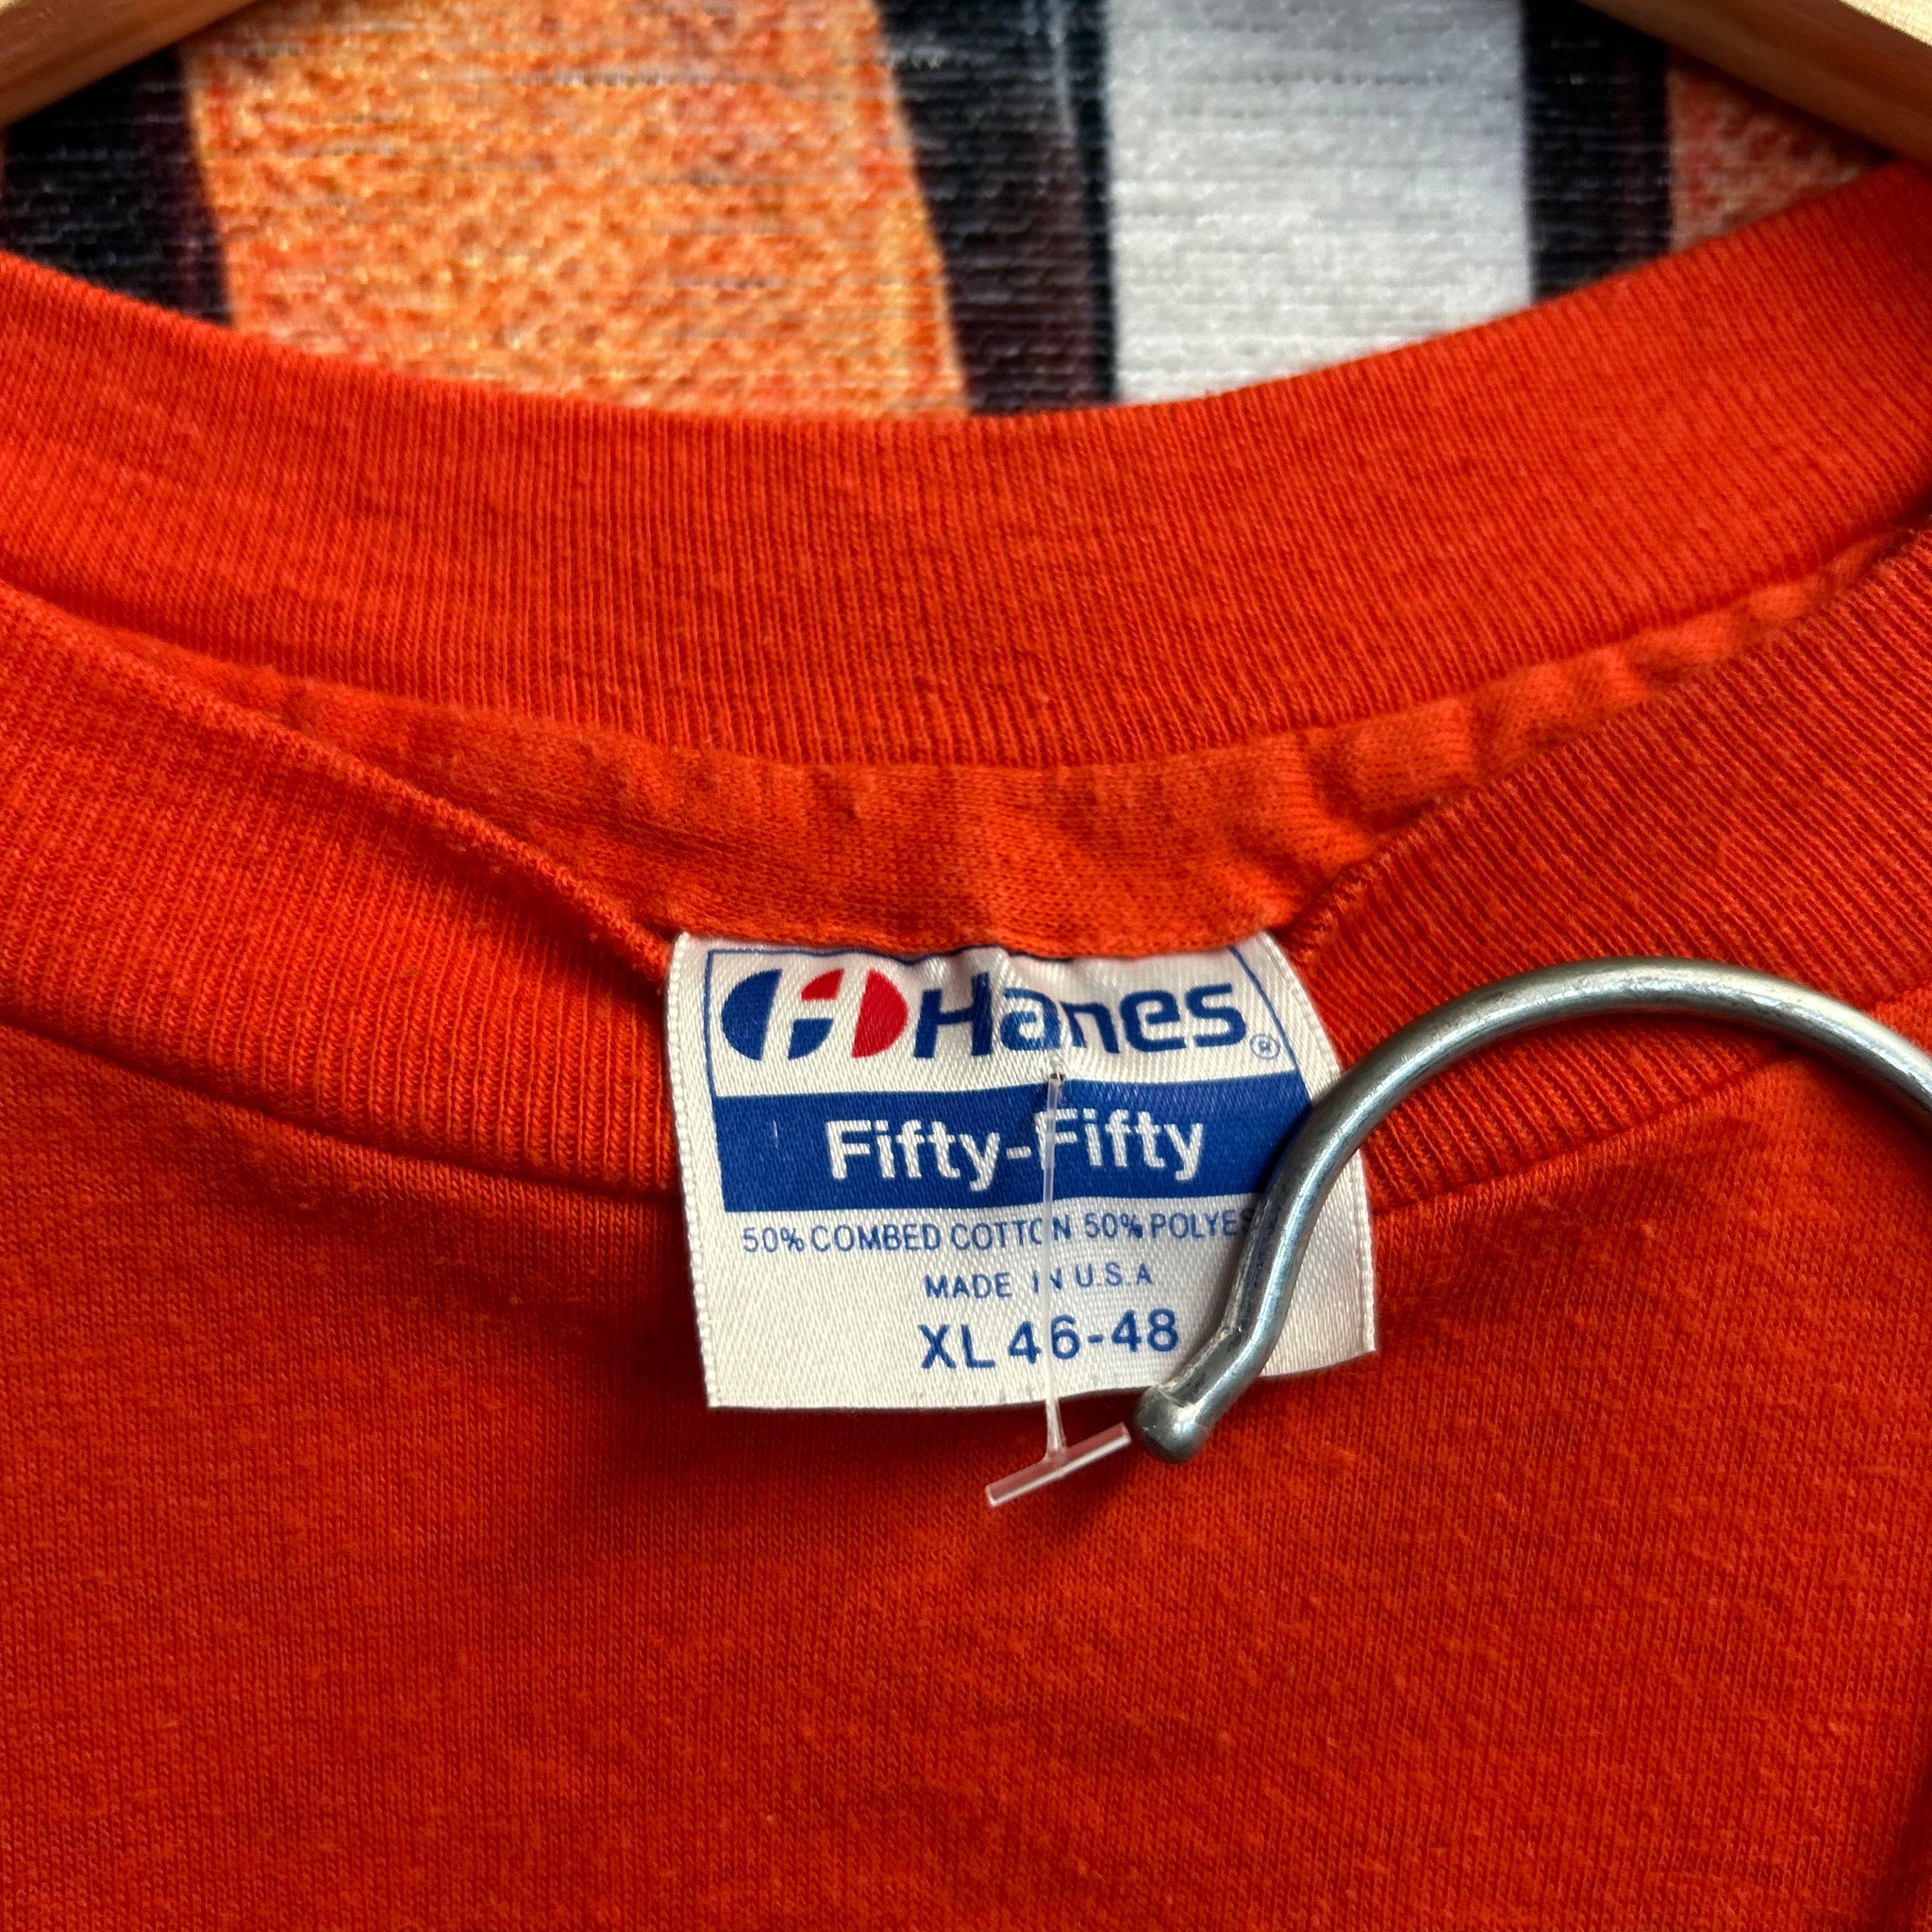 Hanes®
Fifty-Fifty
50% COMBED COTTON 50% POLYES
MADE IN U.S.A
XL 46-48